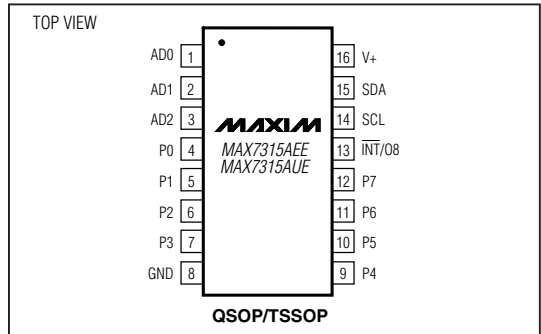 TOP VIEW
AD0 1
AD1 2
AD2 3
P0 4
P1 5
P2 6
P3 7
GND 8
MAXIM
MAX7315AEE
MAX7315AUE
16 V+
15 SDA
14 SCL
13 I̅N̅T̅/O8
12 P7
11 P6
10 P5
9 P4
QSOP/TSSOP